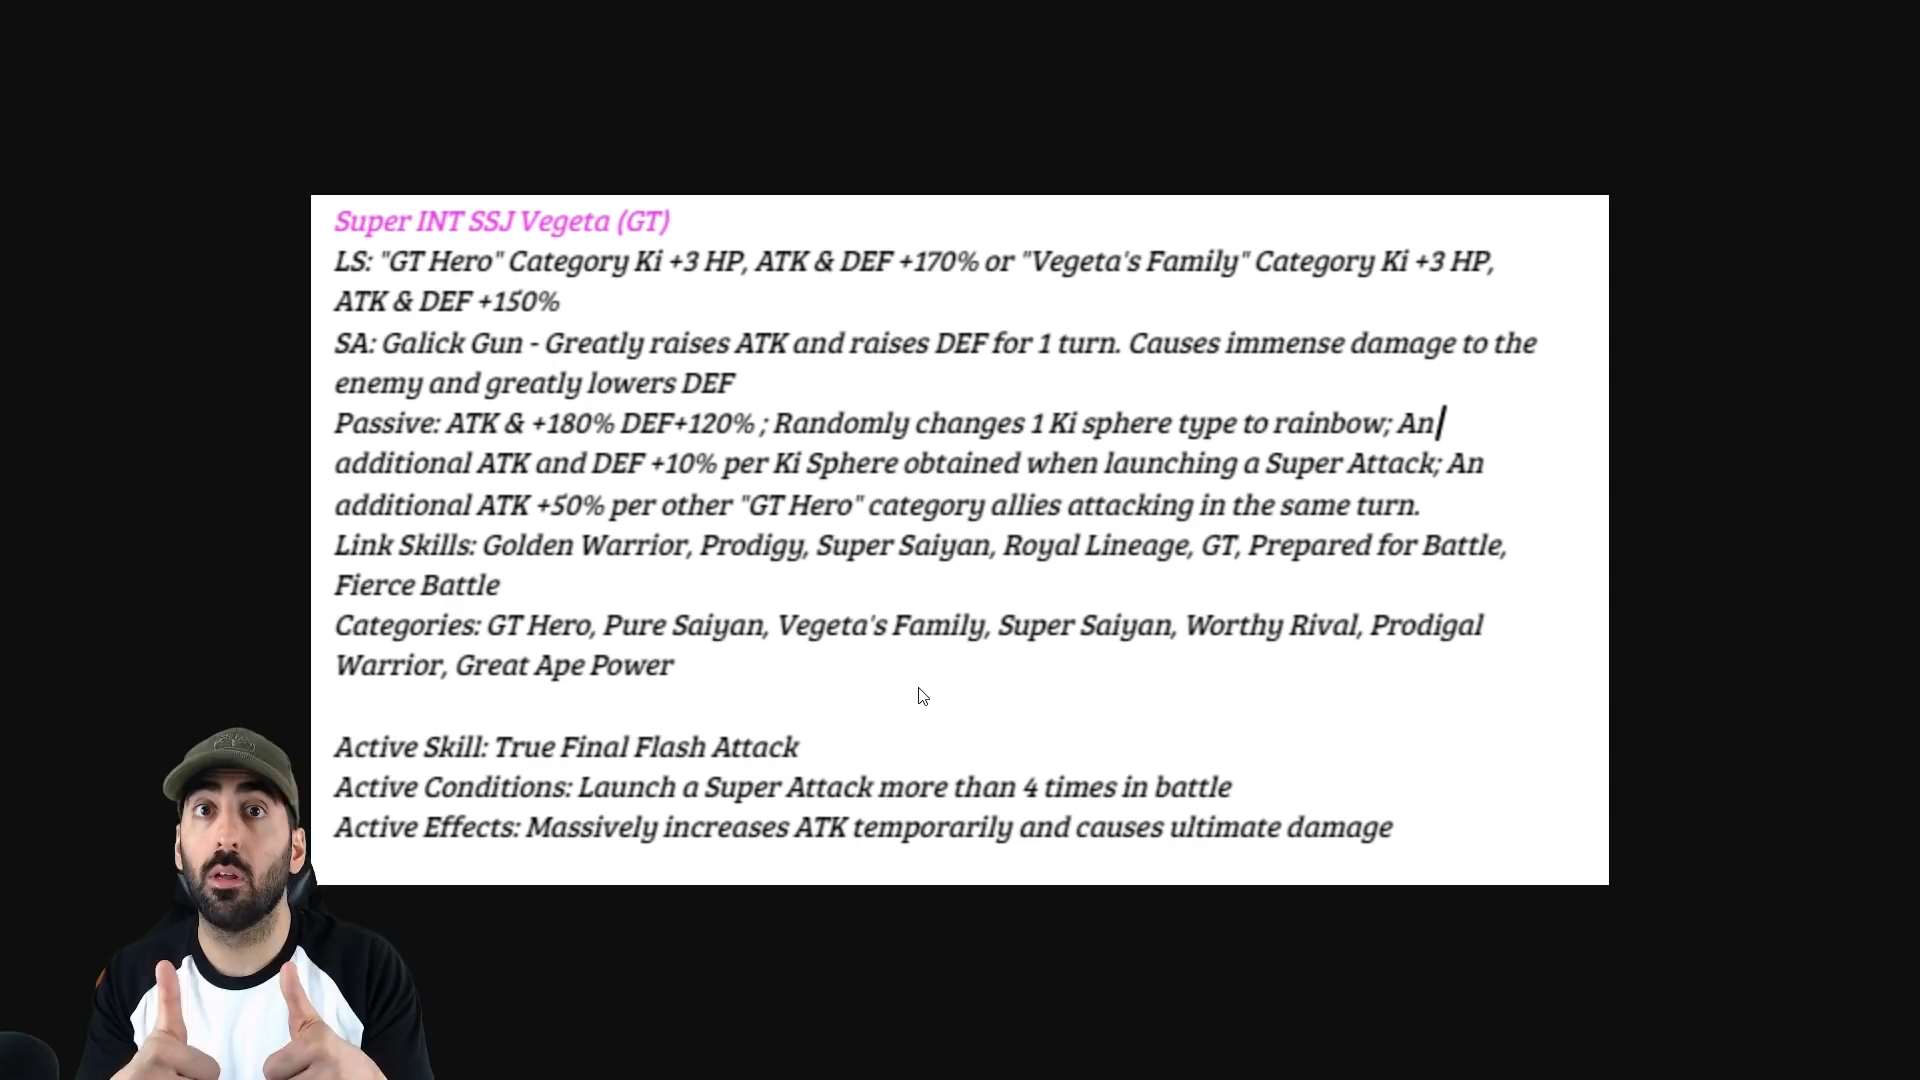 Super INT SSJ Vegeta (GT)
LS: "GT Hero" Category Ki +3 HP, ATK & DEF +170% or "Vegeta's Family" Category Ki +3 HP,
ATK & DEF +150%
SA: Galick Gun - Greatly raises ATK and raises DEF for 1 turn. Causes immense damage to the
enemy and greatly lowers DEF
Passive: ATK & +180% DEF+120% ; Randomly changes 1 Ki sphere type to rainbow; An
additional ATK and DEF +10% per Ki Sphere obtained when launching a Super Attack; An
additional ATK +50% per other "GT Hero" category allies attacking in the same turn.
Link Skills: Golden Warrior, Prodigy, Super Saiyan, Royal Lineage, GT, Prepared for Battle,
Fierce Battle
Categories: GT Hero, Pure Saiyan, Vegeta's Family, Super Saiyan, Worthy Rival, Prodigal
Warrior, Great Ape Power
Active Skill: True Final Flash Attack
Active Conditions: Launch a Super Attack more than 4 times in battle
Active Effects: Massively increases ATK temporarily and causes ultimate damage